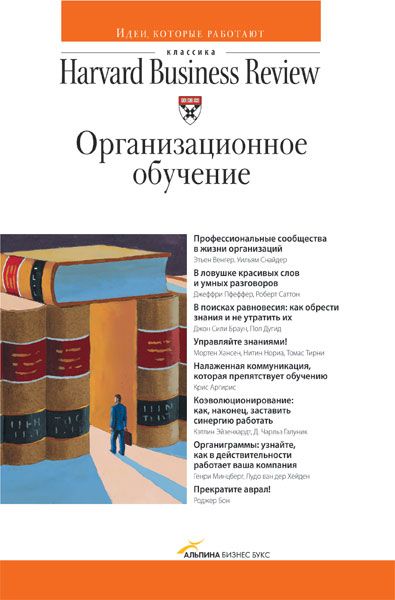 ИДЕИ, КОТОРЫЕ РАБОТАЮТ
классика
Harvard Business Review
Организационное
обучение
Профессиональные сообщества
в жизни организаций
Этьен Венгер, Уильям Снайдер
В ловушке красивых слов
и умных разговоров
Джеффри Пфеффер, Роберт Саттон
В поисках равновесия: как обрести
знания и не утратить их
Джон Сили Браун, Пол Дугид
Управляйте знаниями!
Мортен Хансен, Нитин Нориа, Томас Тирни
Налаженная коммуникация,
которая препятствует обучению
Крис Аргирис
Коэволюционирование:
как, наконец, заставить
синергию работать
Кэтлин Эйзенхардт, Д. Чарльз Галуник
Органиграммы: узнайте,
как в действительности
работает ваша компания
Генри Минцберг, Лудо ван дер Хейден
Прекратите аврал!
Роджер Бон
АЛЬПИНА БИЗНЕС БУКС